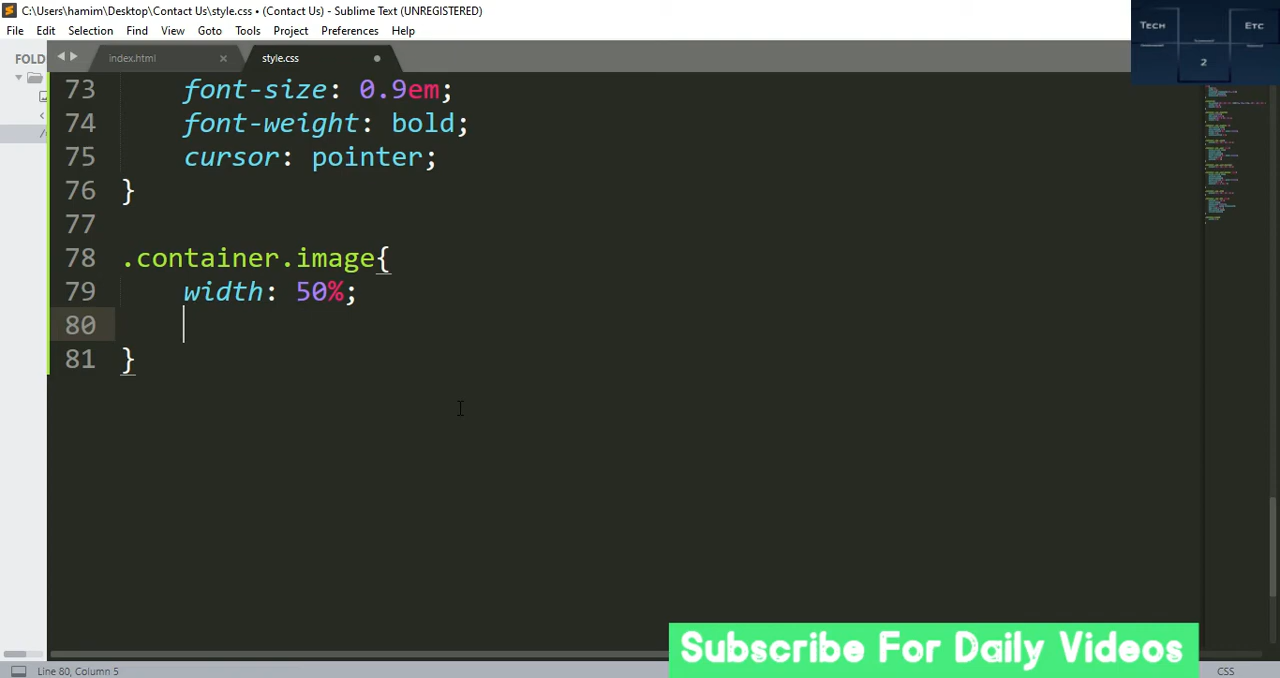 C:\Users\hamim\Desktop\Contact Us\style.css • (Contact Us) - Sublime Text (UNREGISTERED)
File Edit Selection Find View Goto Tools Project Preferences Help
Tech Etc
2
FOLD
index.html
style.css
73 font-size: 0.9em;
74 font-weight: bold;
75 cursor: pointer;
76 }
77
78 .container.image{
79 width: 50%;
80
81 }
Subscribe For Daily Videos
Line 80, Column 5
CSS